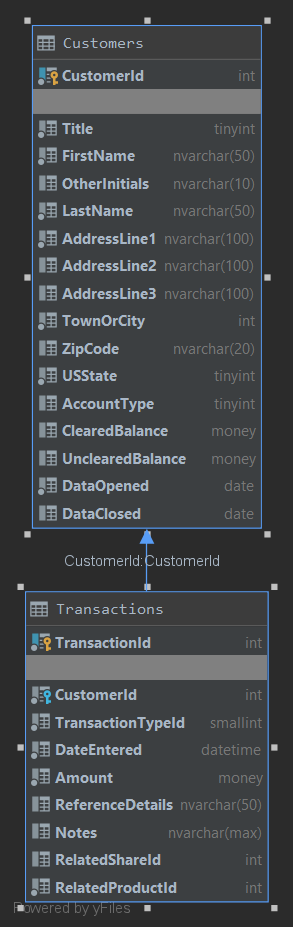 Customers
CustomerId int
Title tinyint
FirstName nvarchar(50)
OtherInitials nvarchar(10)
LastName nvarchar(50)
AddressLine1 nvarchar(100)
AddressLine2 nvarchar(100)
AddressLine3 nvarchar(100)
TownOrCity int
ZipCode nvarchar(20)
USState tinyint
AccountType tinyint
ClearedBalance money
UnclearedBalance money
DataOpened date
DataClosed date
CustomerId:CustomerId
Transactions
TransactionId int
CustomerId int
TransactionTypeId smallint
DateEntered datetime
Amount money
ReferenceDetails nvarchar(50)
Notes nvarchar(max)
RelatedShareId int
RelatedProductId int
Powered by yFiles